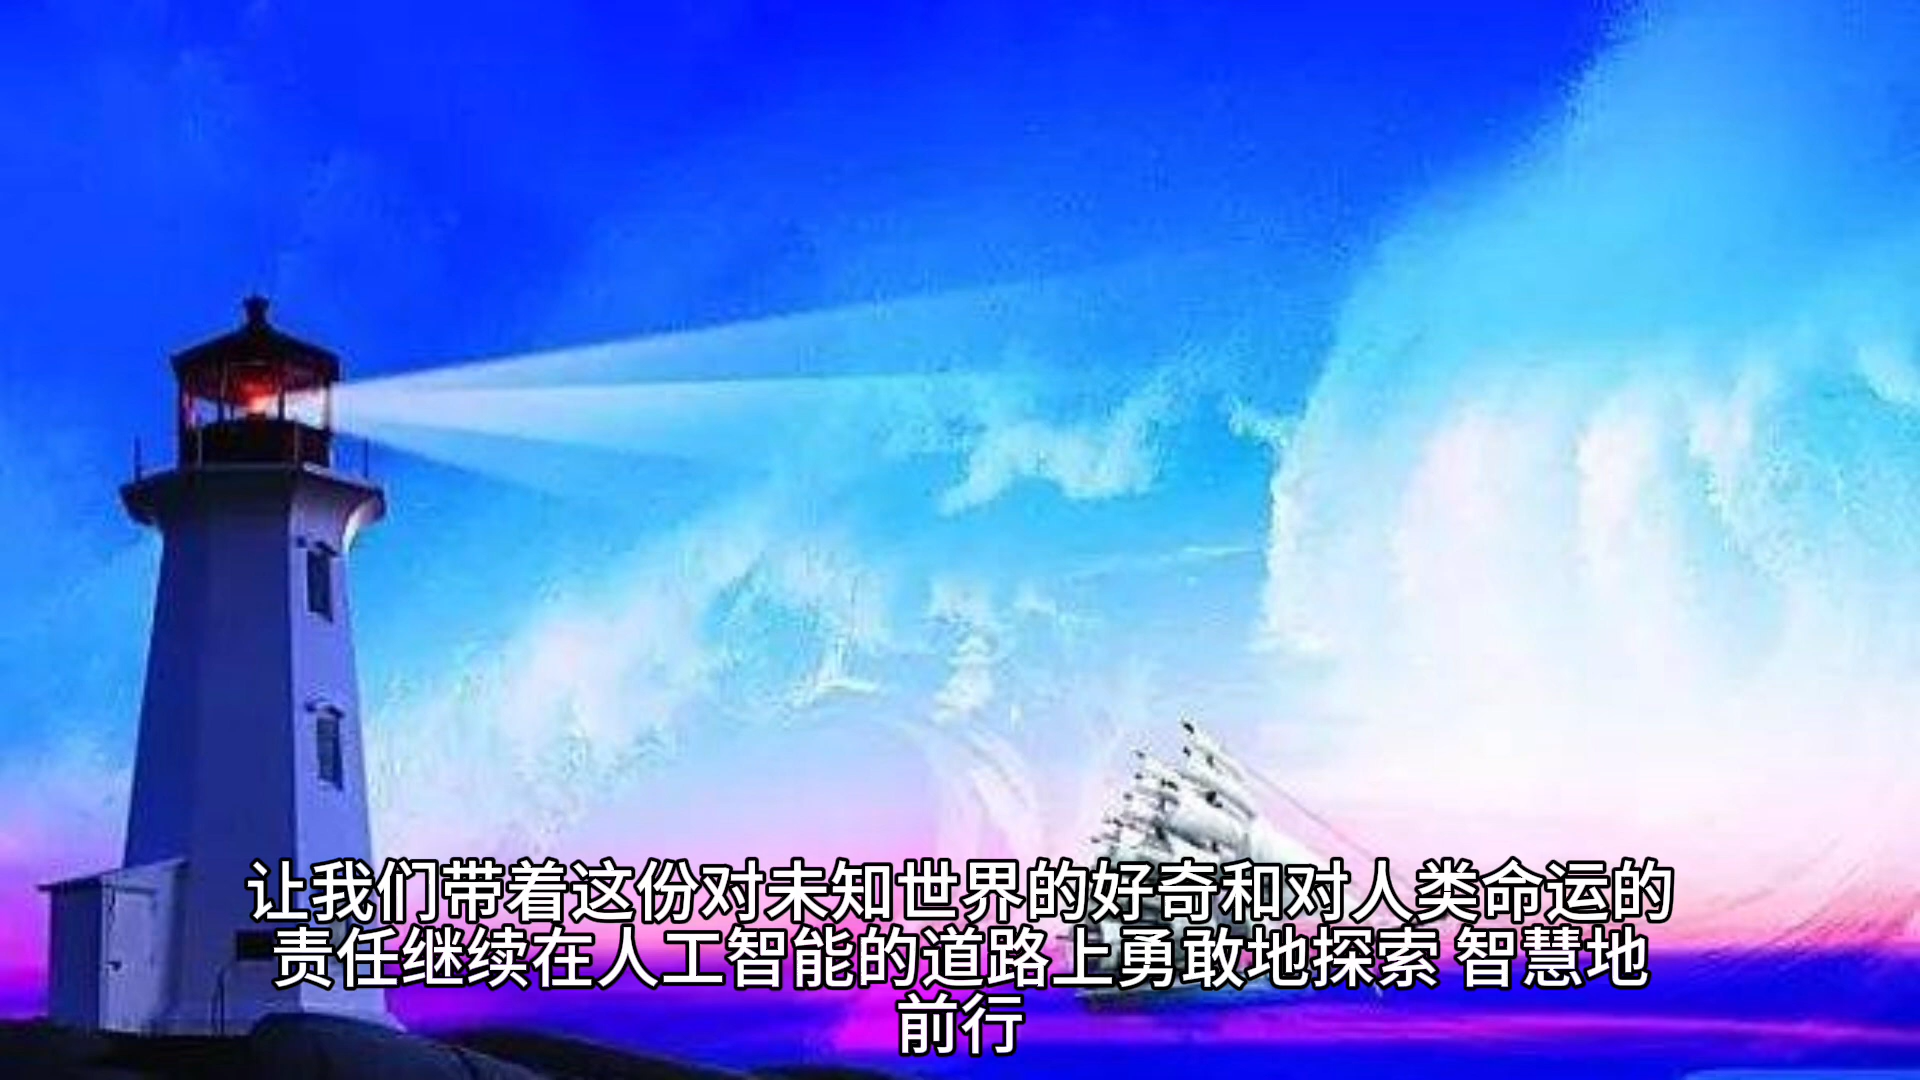 让我们带着这份对未知世界的好奇和对人类命运的
责任继续在人工智能的道路上勇敢地探索 智慧地
前行